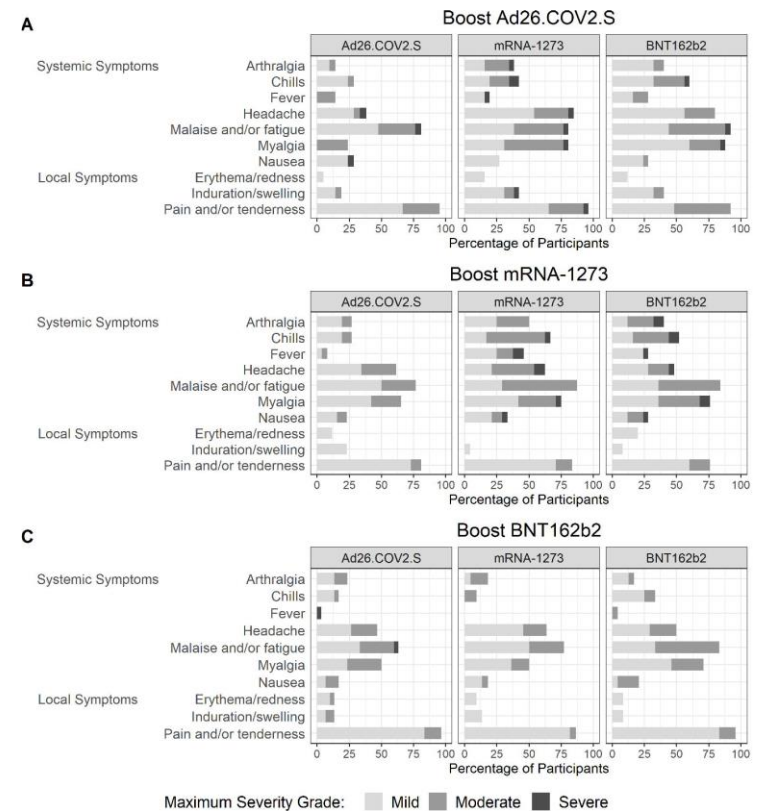 A
Boost Ad26.COV2.S
Ad26.COV2.S mRNA-1273 BNT162b2
Systemic Symptoms Arthralgia
Chills
Fever
Headache
Malaise and/or fatigue
Myalgia
Nausea
Local Symptoms Erythema/redness
Induration/swelling
Pain and/or tenderness
0 25 50 75 100 0 25 50 75 100 0 25 50 75 100
Percentage of Participants
B
Boost mRNA-1273
Ad26.COV2.S mRNA-1273 BNT162b2
Systemic Symptoms Arthralgia
Chills
Fever
Headache
Malaise and/or fatigue
Myalgia
Nausea
Local Symptoms Erythema/redness
Induration/swelling
Pain and/or tenderness
0 25 50 75 100 0 25 50 75 100 0 25 50 75 100
Percentage of Participants
C
Boost BNT162b2
Ad26.COV2.S mRNA-1273 BNT162b2
Systemic Symptoms Arthralgia
Chills
Fever
Headache
Malaise and/or fatigue
Myalgia
Nausea
Local Symptoms Erythema/redness
Induration/swelling
Pain and/or tenderness
0 25 50 75 100 0 25 50 75 100 0 25 50 75 100
Percentage of Participants
Maximum Severity Grade: Mild Moderate Severe